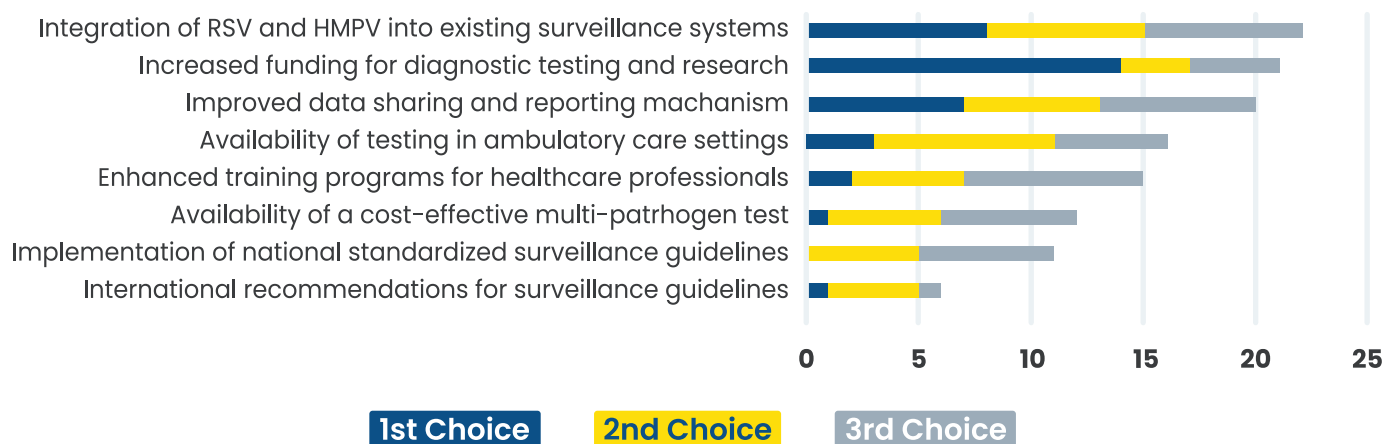 Integration of RSV and HMPV into existing surveillance systems
Increased funding for diagnostic testing and research
Improved data sharing and reporting machanism
Availability of testing in ambulatory care settings
Enhanced training programs for healthcare professionals
Availability of a cost-effective multi-patrhogen test
Implementation of national standardized surveillance guidelines
International recommendations for surveillance guidelines
0 5 10 15 20 25
1st Choice 2nd Choice 3rd Choice